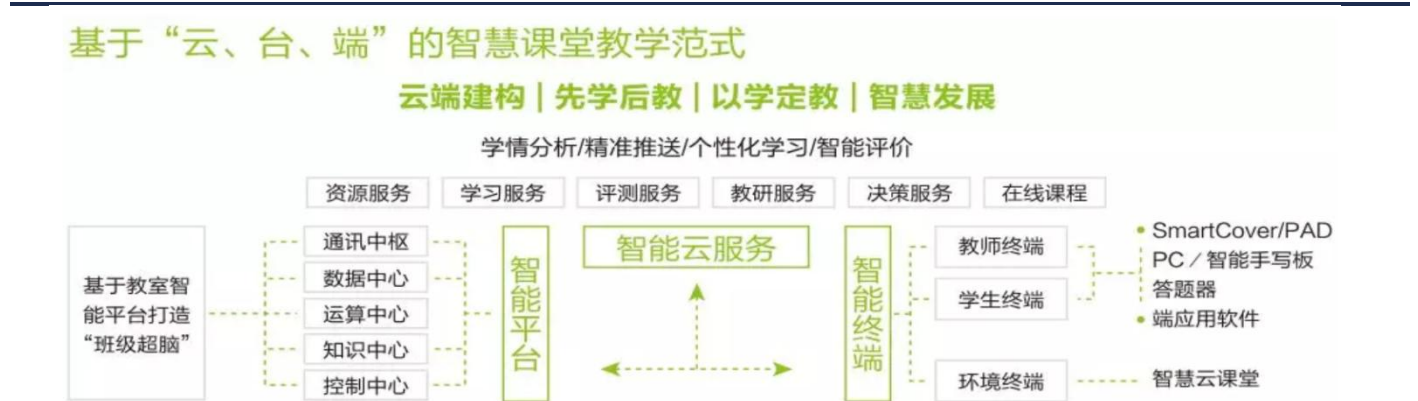 基于“云、台、端”的智慧课堂教学范式
云端建构|先学后教|以学定教|智慧发展
学情分析/精准推送/个性化学习/智能评价
资源服务 学习服务 评测服务 教研服务 决策服务 在线课程
基于教室智
能平台打造
“班级超脑”
通讯中枢
数据中心
运算中心
知识中心
控制中心
智能平台
智能云服务
智能终端
教师终端
学生终端
环境终端
• SmartCover/PAD
PC／智能手写板
答题器
• 端应用软件
智慧云课堂